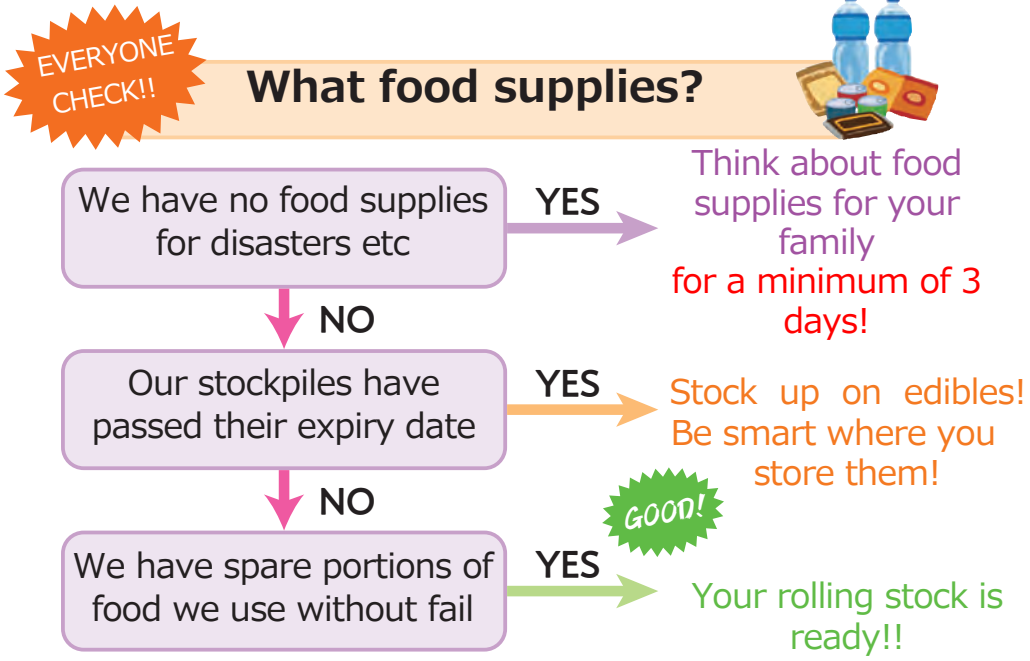 EVERYONE
CHECK!!
What food supplies?
We have no food supplies
for disasters etc
YES
Think about food
supplies for your
family
for a minimum of 3
days!
NO
Our stockpiles have
passed their expiry date
YES
Stock up on edibles!
Be smart where you
store them!
NO
GOOD!
We have spare portions of
food we use without fail
YES
Your rolling stock is
ready!!